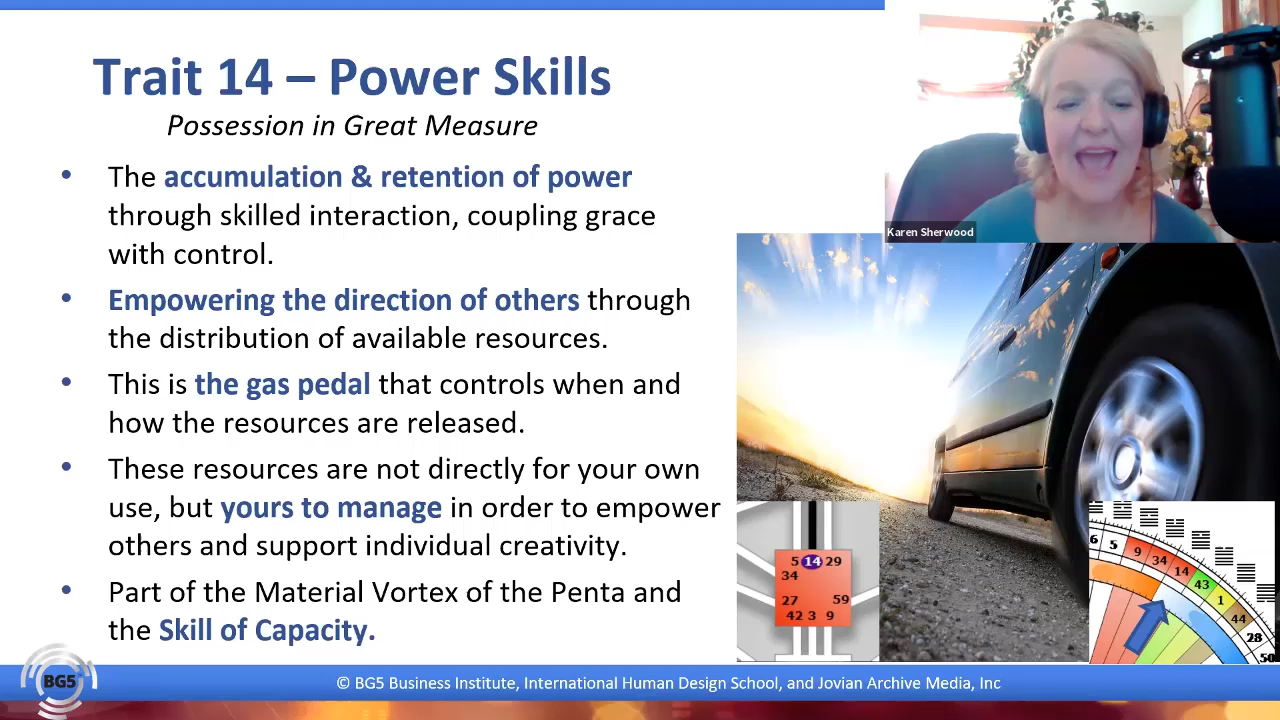 Trait 14 – Power Skills
Possession in Great Measure
• The accumulation & retention of power
through skilled interaction, coupling grace
with control.
• Empowering the direction of others through
the distribution of available resources.
• This is the gas pedal that controls when and
how the resources are released.
• These resources are not directly for your own
use, but yours to manage in order to empower
others and support individual creativity.
• Part of the Material Vortex of the Penta and
the Skill of Capacity.
Karen Sherwood
5 14 29
34
27 59
42 3 9
6 5 9 34 14 43 1 44 28 50
BG5
© BG5 Business Institute, International Human Design School, and Jovian Archive Media, Inc